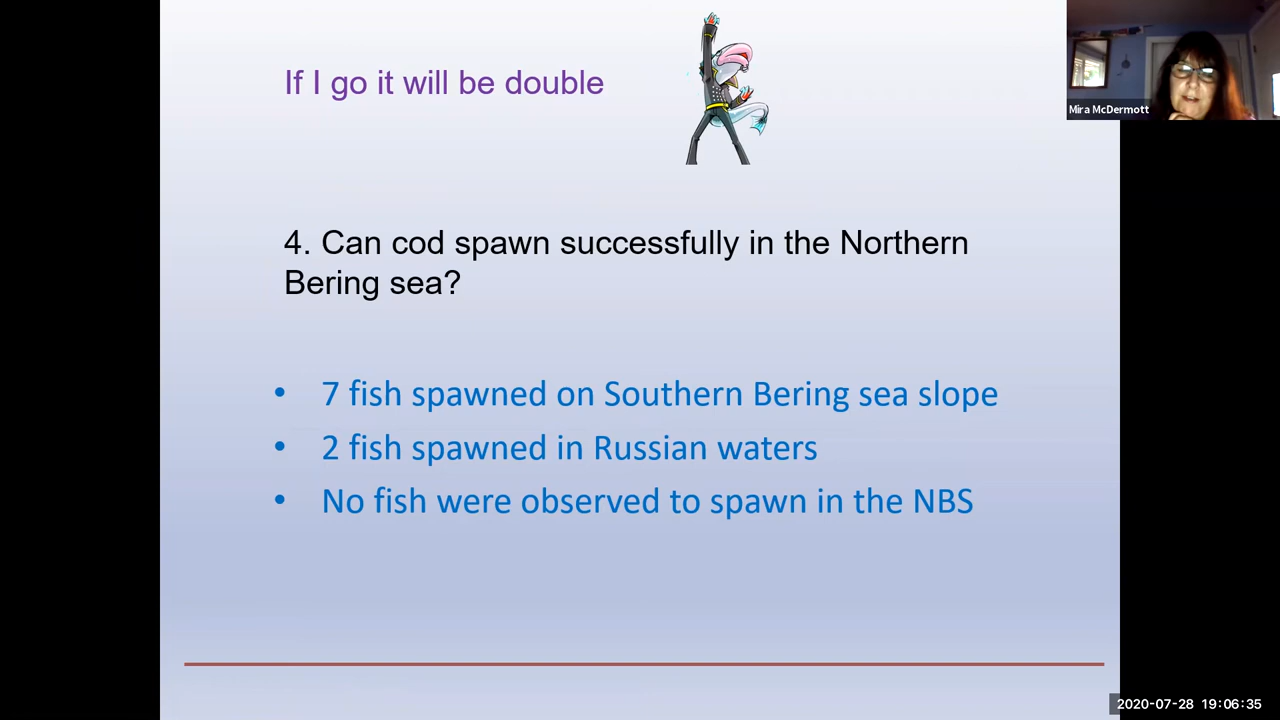 If I go it will be double
Mira McDermott
4. Can cod spawn successfully in the Northern
Bering sea?
• 7 fish spawned on Southern Bering sea slope
• 2 fish spawned in Russian waters
• No fish were observed to spawn in the NBS
2020-07-28 19:06:35